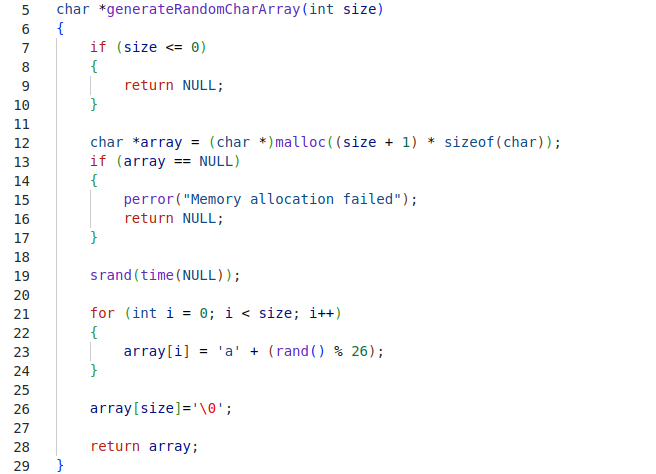 5 char *generateRandomCharArray(int size)
6 {
7     if (size <= 0)
8     {
9         return NULL;
10     }
11
12     char *array = (char *)malloc((size + 1) * sizeof(char));
13     if (array == NULL)
14     {
15         perror("Memory allocation failed");
16         return NULL;
17     }
18
19     srand(time(NULL));
20
21     for (int i = 0; i < size; i++)
22     {
23         array[i] = 'a' + (rand() % 26);
24     }
25
26     array[size]='\0';
27
28     return array;
29 }